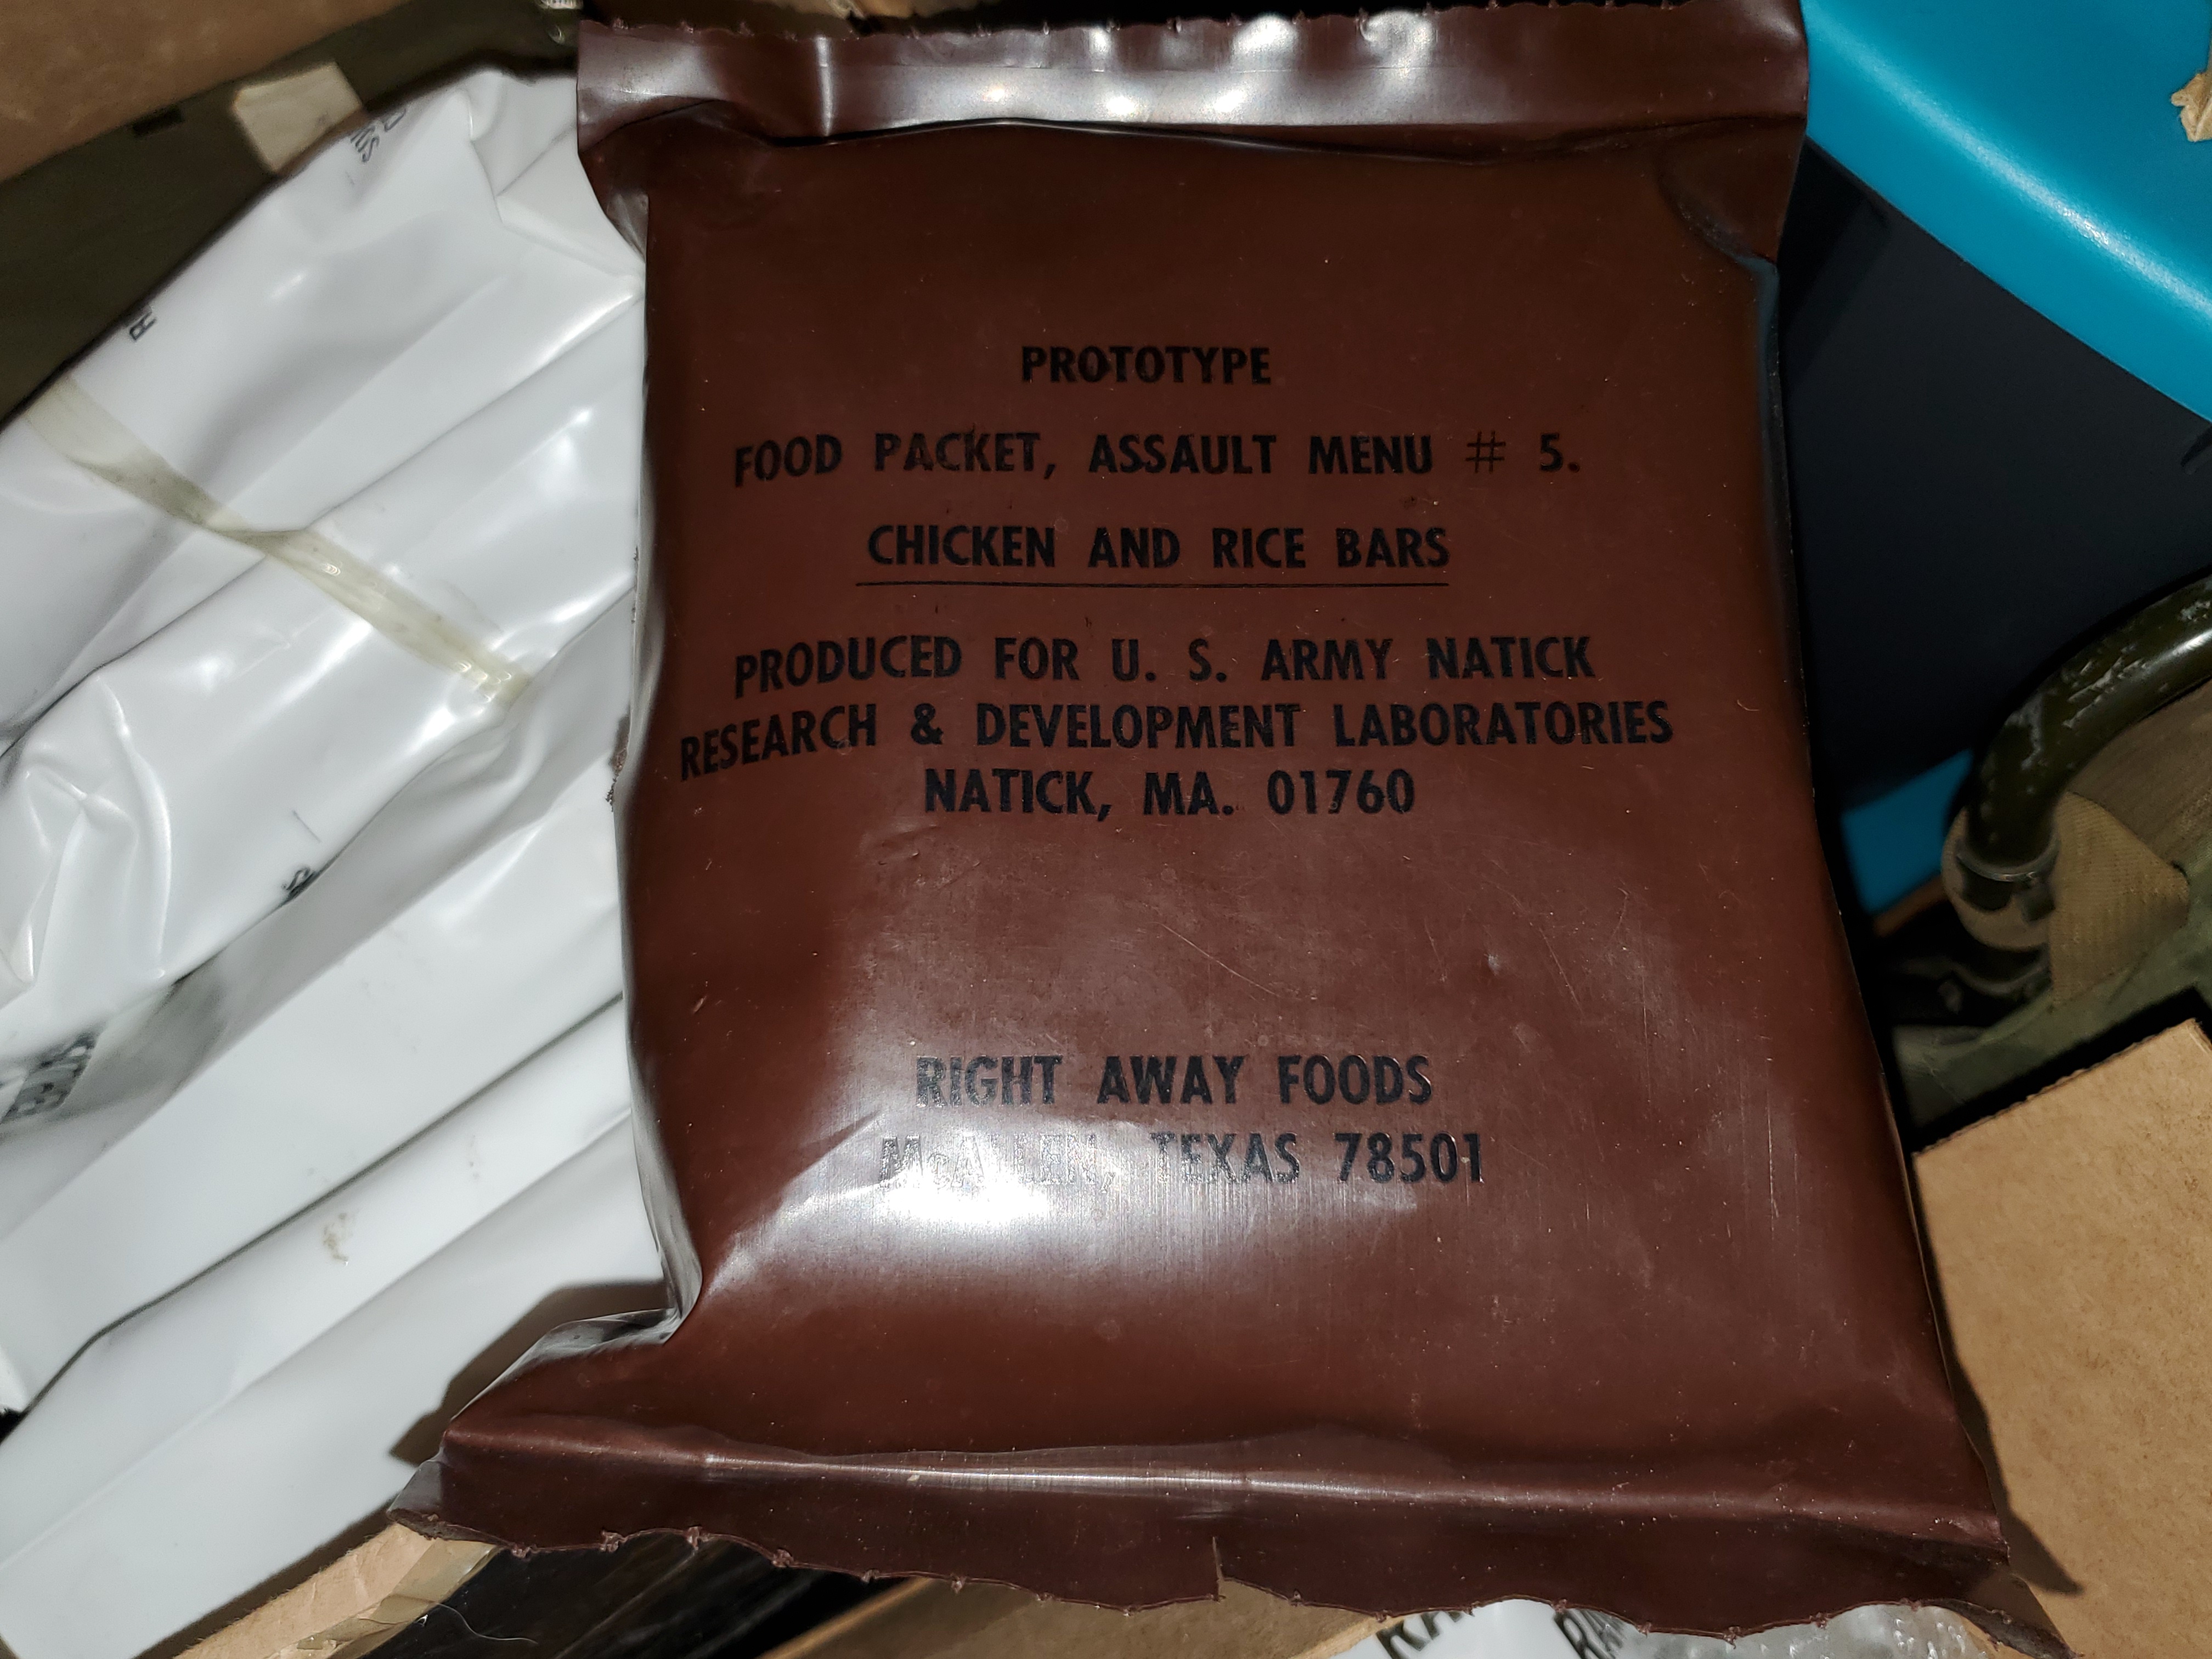 PROTOTYPE
FOOD PACKET, ASSAULT MENU # 5.
CHICKEN AND RICE BARS
PRODUCED FOR U. S. ARMY NATICK
RESEARCH & DEVELOPMENT LABORATORIES
NATICK, MA. 01760
RIGHT AWAY FOODS
McALLEN, TEXAS 78501